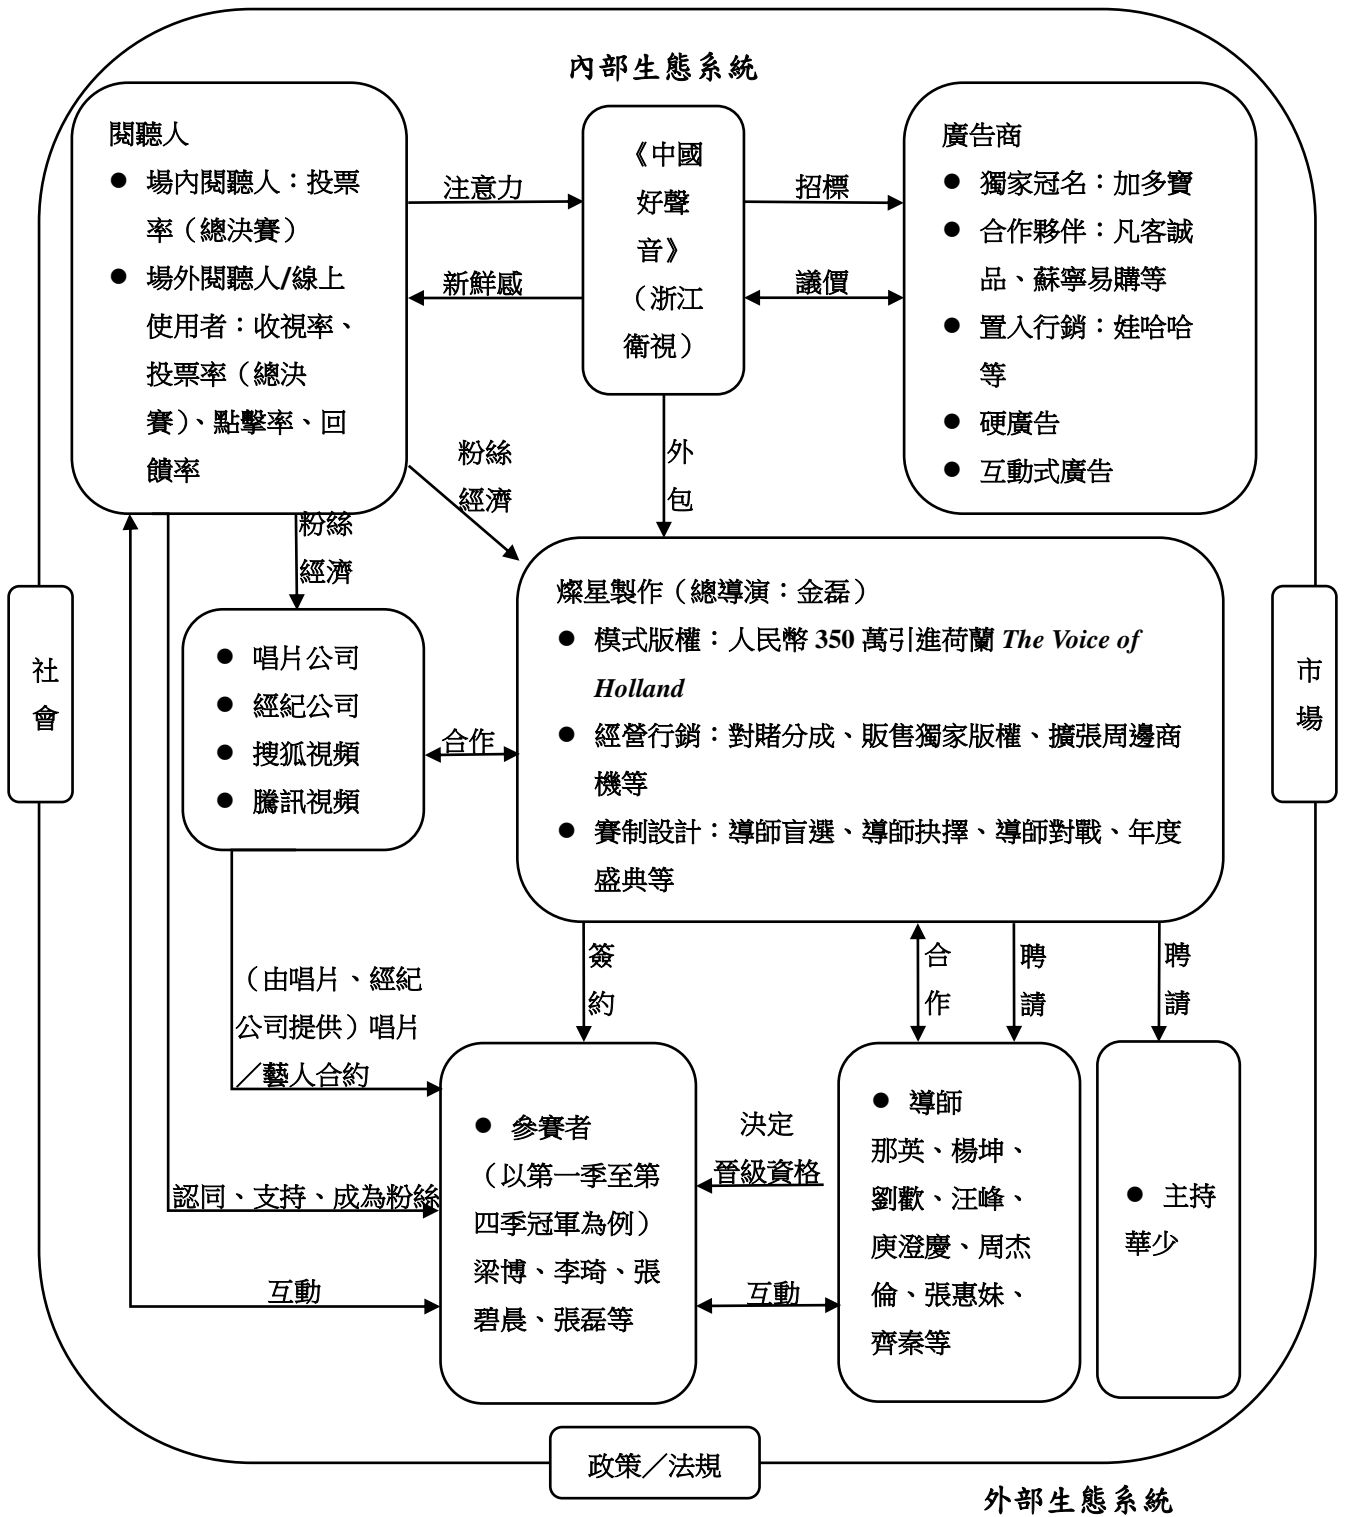 內部生態系統
閱聽人
● 場內閱聽人：投票
率（總決賽）
● 場外閱聽人/線上
使用者：收視率、
投票率（總決
賽）、點擊率、回
饋率
注意力
新鮮感
《中國
好聲
音》
（浙江
衛視）
招標
議價
廣告商
● 獨家冠名：加多寶
● 合作夥伴：凡客誠
品、蘇寧易購等
● 置入行銷：娃哈哈
等
● 硬廣告
● 互動式廣告
粉絲
經濟
外
包
粉絲
經濟
燦星製作（總導演：金磊）
● 模式版權：人民幣 350 萬引進荷蘭 The Voice of
Holland
● 經營行銷：對賭分成、販售獨家版權、擴張周邊商
機等
● 賽制設計：導師盲選、導師抉擇、導師對戰、年度
盛典等
社
會
市
場
● 唱片公司
● 經紀公司
● 搜狐視頻
● 騰訊視頻
合作
簽
約
合
作
聘
請
聘
請
（由唱片、經紀
公司提供）唱片
／藝人合約
認同、支持、成為粉絲
互動
● 參賽者
（以第一季至第
四季冠軍為例）
梁博、李琦、張
碧晨、張磊等
決定
晉級資格
互動
● 導師
那英、楊坤、
劉歡、汪峰、
庾澄慶、周杰
倫、張惠妹、
齊秦等
● 主持
華少
政策／法規
外部生態系統